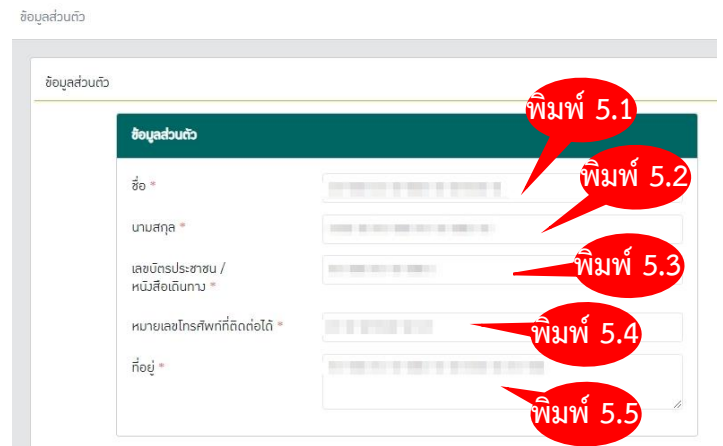 ข้อมูลส่วนตัว
ข้อมูลส่วนตัว
ข้อมูลส่วนตัว
พิมพ์ 5.1
ชื่อ *
พิมพ์ 5.2
นามสกุล *
เลขบัตรประชาชน /
หนังสือเดินทาง *
พิมพ์ 5.3
หมายเลขโทรศัพท์ที่ติดต่อได้ *
พิมพ์ 5.4
ที่อยู่ *
พิมพ์ 5.5